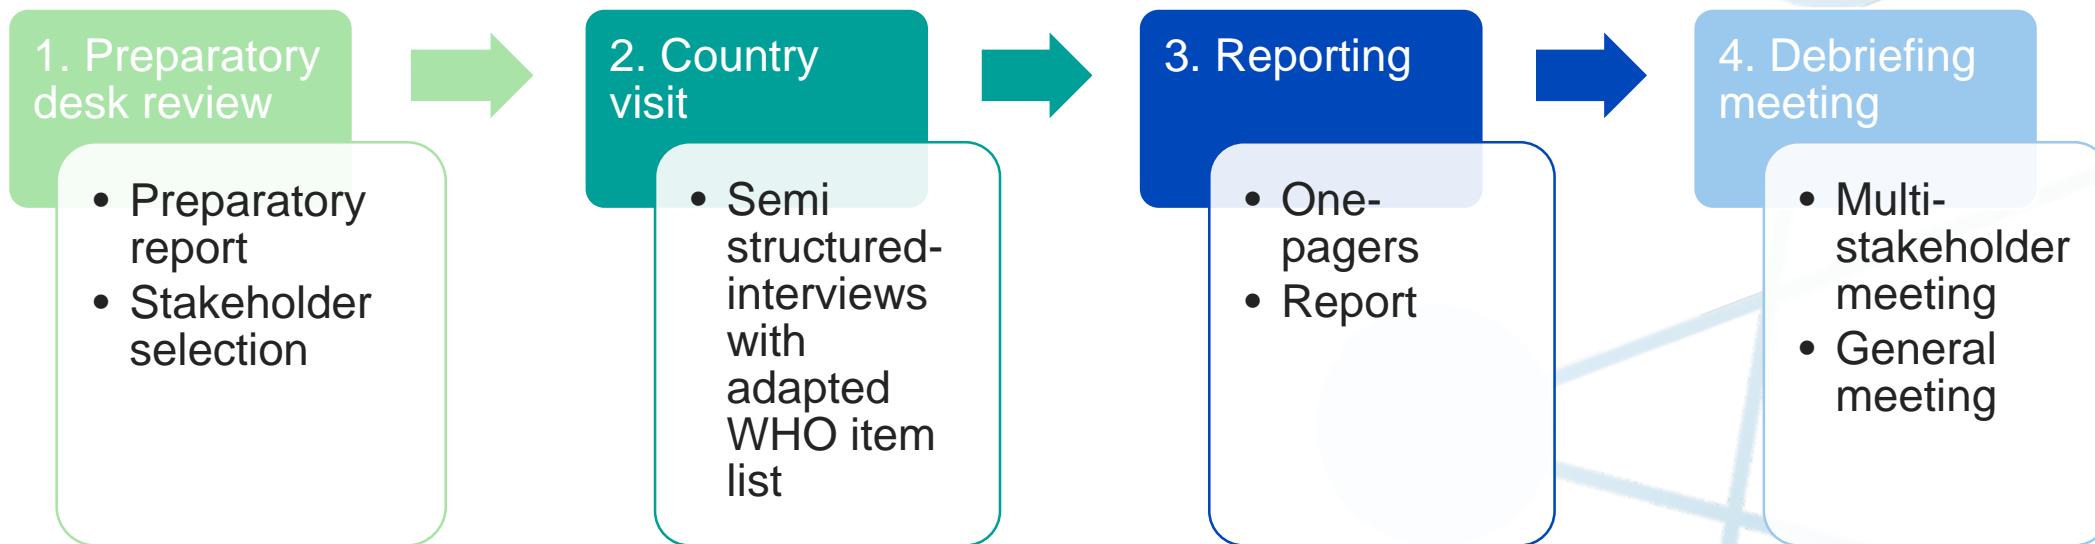 1. Preparatory
desk review
• Preparatory
report
• Stakeholder
selection
2. Country
visit
• Semi
structured-
interviews
with
adapted
WHO item
list
3. Reporting
• One-
pagers
• Report
4. Debriefing
meeting
• Multi-
stakeholder
meeting
• General
meeting